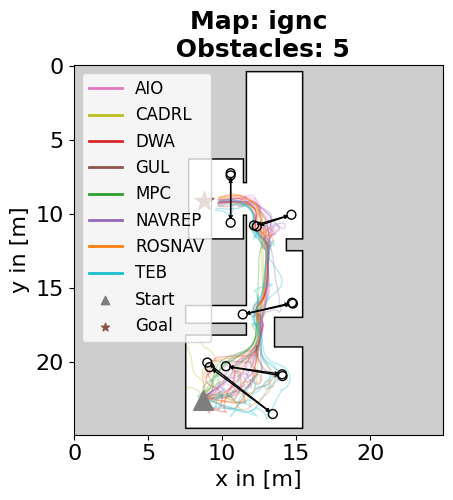 Map: ignc
Obstacles: 5
0
5
10
15
20
y in [m]
AIO
CADRL
DWA
GUL
MPC
NAVREP
ROSNAV
TEB
Start
Goal
0 5 10 15 20
x in [m]